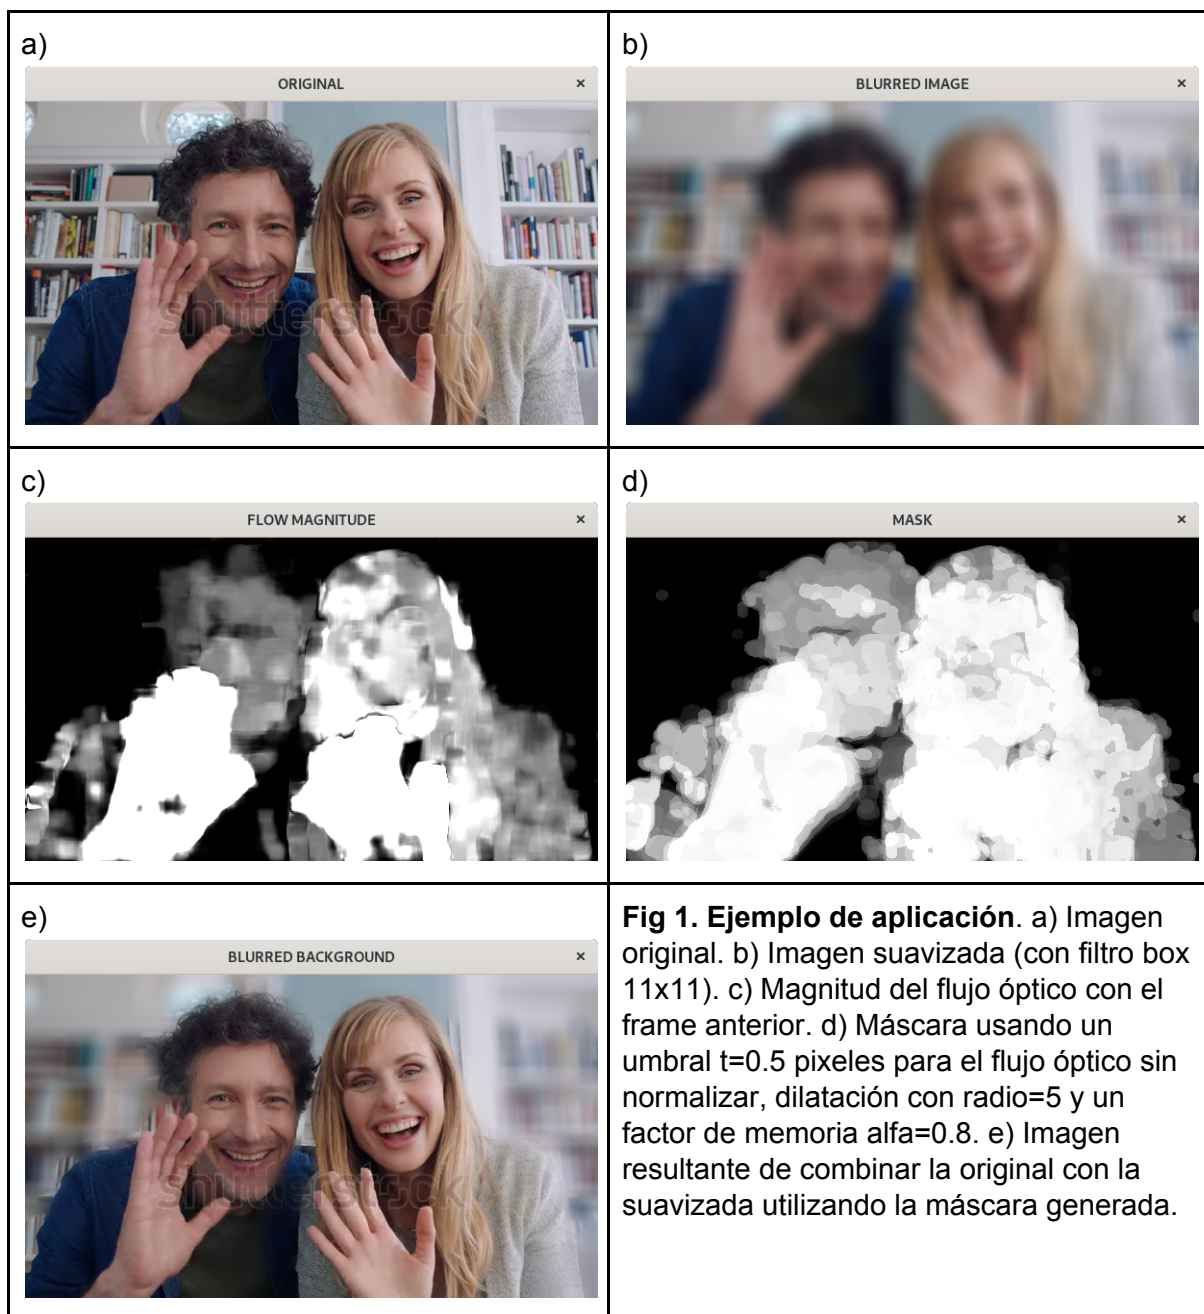 a)
ORIGINAL ×
shutterstock
b)
BLURRED IMAGE ×
c)
FLOW MAGNITUDE ×
d)
MASK ×
e)
BLURRED BACKGROUND ×
shutterstock
Fig 1. Ejemplo de aplicación. a) Imagen
original. b) Imagen suavizada (con filtro box
11x11). c) Magnitud del flujo óptico con el
frame anterior. d) Máscara usando un
umbral t=0.5 pixeles para el flujo óptico sin
normalizar, dilatación con radio=5 y un
factor de memoria alfa=0.8. e) Imagen
resultante de combinar la original con la
suavizada utilizando la máscara generada.